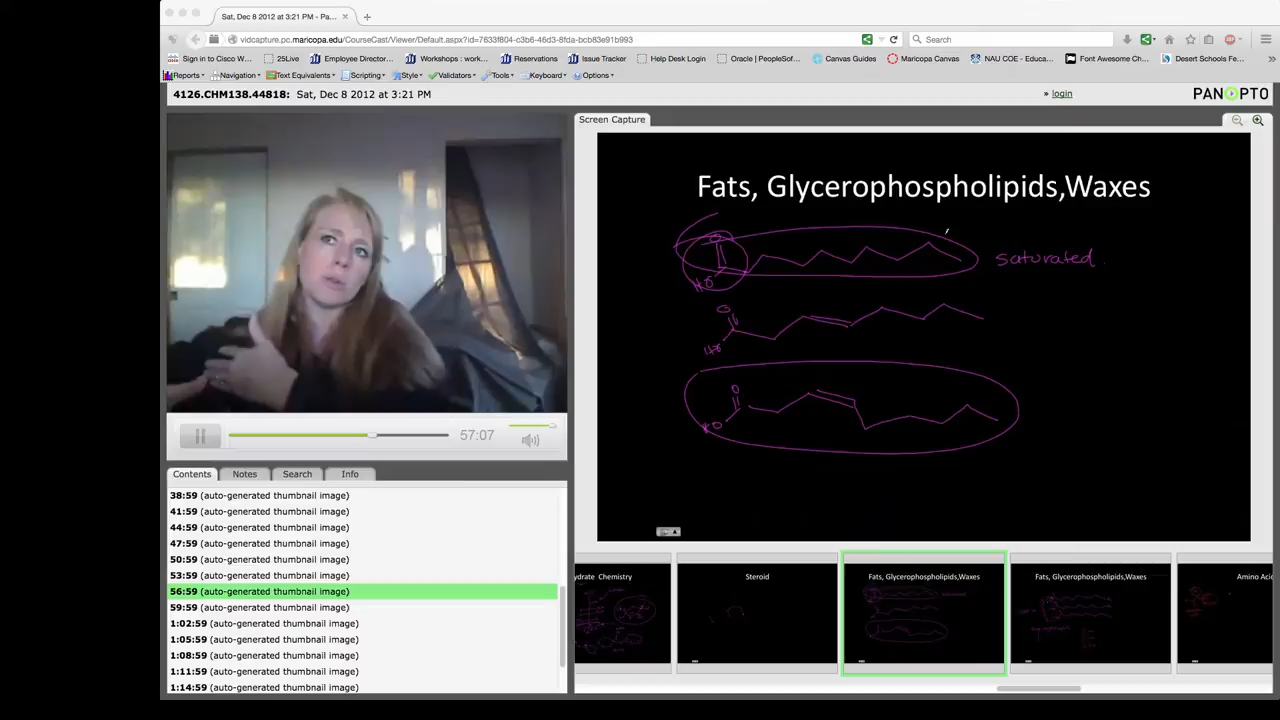 Sat, Dec 8 2012 at 3:21 PM - Pa...
vidcapture.pc.maricopa.edu/CourseCast/Viewer/Default.aspx?id=7633f804-c3b6-46d3-8fda-bcb83e91b993
Search
Sign in to Cisco W...
25Live
Employee Director...
Workshops : work...
Reservations
Issue Tracker
Help Desk Login
Oracle | PeopleSof...
Canvas Guides
Maricopa Canvas
NAU COE - Educa...
Font Awesome Ch...
Desert Schools Fe...
Reports
Navigation
Text Equivalents
Scripting
Style
Validators
Tools
Keyboard
Options
4126.CHM138.44818: Sat, Dec 8 2012 at 3:21 PM
» login
PANOPTO
Screen Capture
Fats, Glycerophospholipids,Waxes
O
HO
saturated.
O
HO
O
HO
57:07
Contents
Notes
Search
Info
38:59 (auto-generated thumbnail image)
41:59 (auto-generated thumbnail image)
44:59 (auto-generated thumbnail image)
47:59 (auto-generated thumbnail image)
50:59 (auto-generated thumbnail image)
53:59 (auto-generated thumbnail image)
56:59 (auto-generated thumbnail image)
59:59 (auto-generated thumbnail image)
1:02:59 (auto-generated thumbnail image)
1:05:59 (auto-generated thumbnail image)
1:08:59 (auto-generated thumbnail image)
1:11:59 (auto-generated thumbnail image)
1:14:59 (auto-generated thumbnail image)
ydrate Chemistry
Steroid
Fats, Glycerophospholipids,Waxes
Fats, Glycerophospholipids,Waxes
Amino Acid